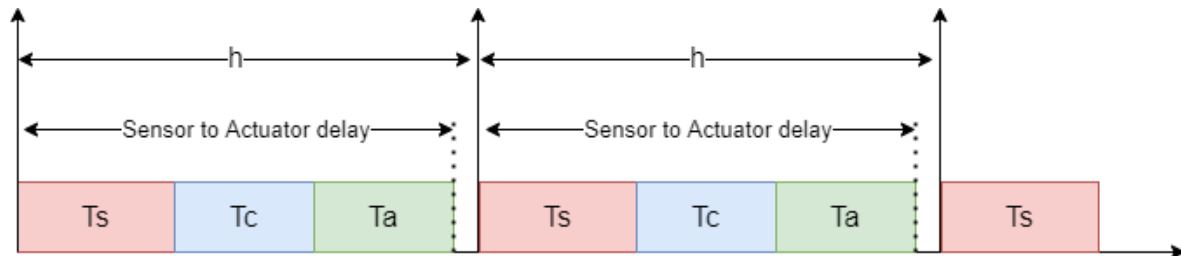 h h
Sensor to Actuator delay Sensor to Actuator delay
Ts Tc Ta Ts Tc Ta Ts